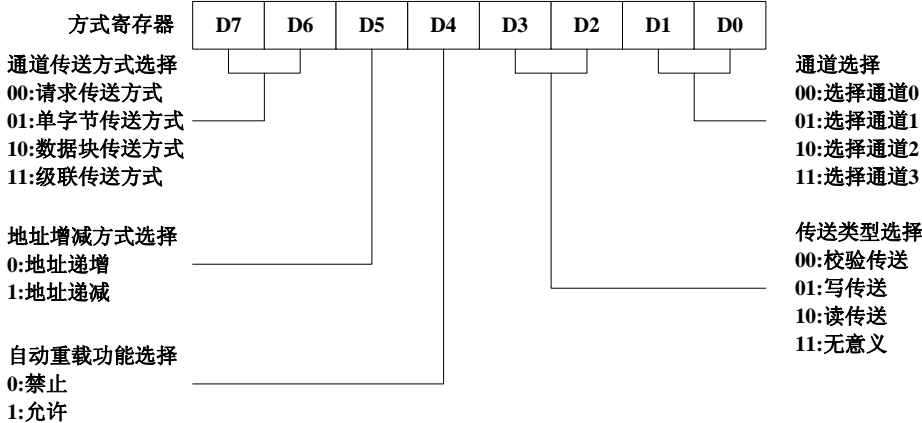 方式寄存器 D7 D6 D5 D4 D3 D2 D1 D0
通道传送方式选择
00:请求传送方式
01:单字节传送方式
10:数据块传送方式
11:级联传送方式
地址增减方式选择
0:地址递增
1:地址递减
自动重载功能选择
0:禁止
1:允许
通道选择
00:选择通道0
01:选择通道1
10:选择通道2
11:选择通道3
传送类型选择
00:校验传送
01:写传送
10:读传送
11:无意义